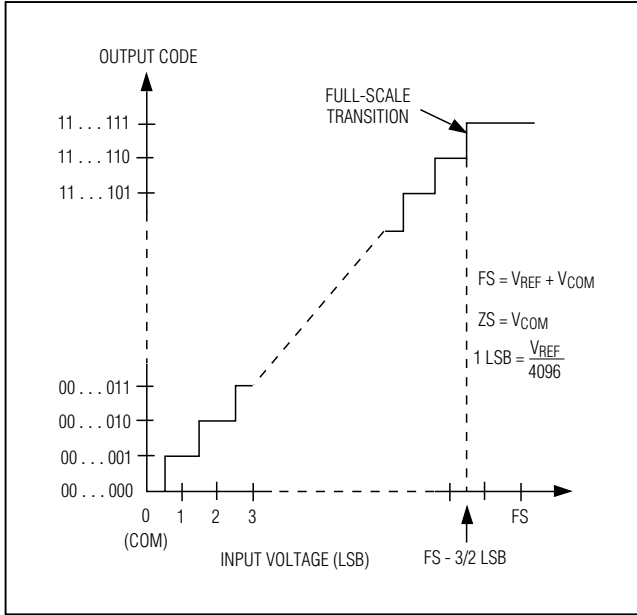 OUTPUT CODE
FULL-SCALE
TRANSITION
11 . . . 111
11 . . . 110
11 . . . 101
FS = VREF + VCOM
ZS = VCOM
1 LSB = VREF
4096
00 . . . 011
00 . . . 010
00 . . . 001
00 . . . 000
0 1 2 3 FS
(COM)
INPUT VOLTAGE (LSB) FS - 3/2 LSB